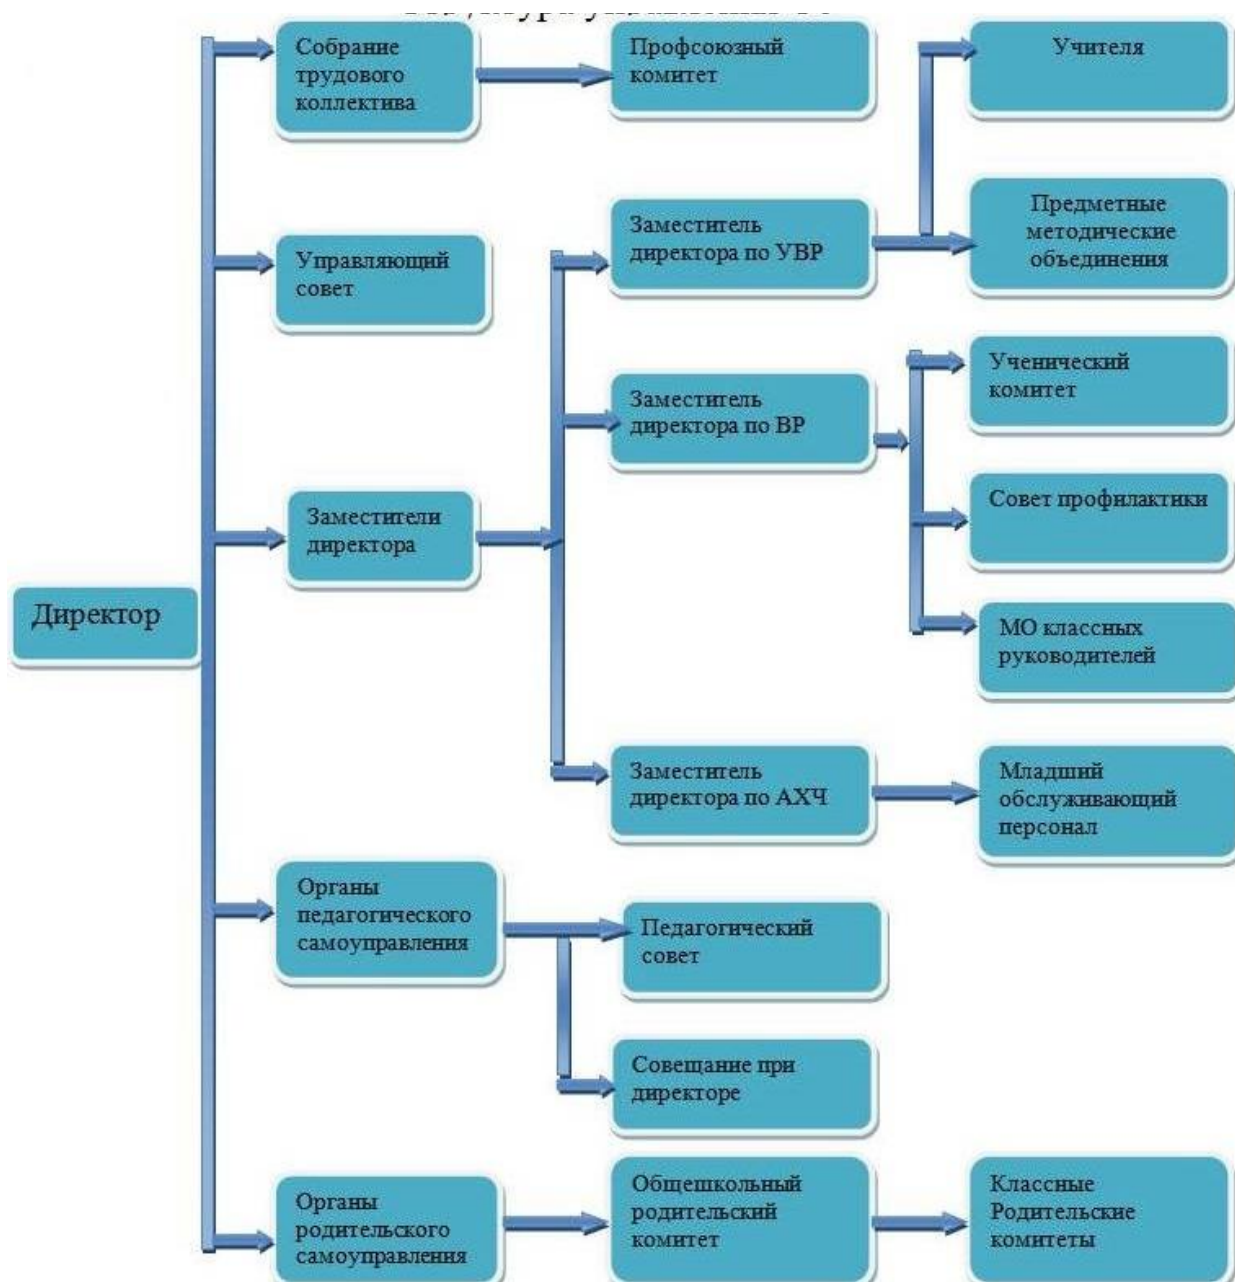 Собрание
трудового
коллектива
Профсоюзный
комитет
Учителя
Управляющий
совет
Заместитель
директора по УВР
Предметные
методические
объединения
Заместитель
директора по ВР
Ученический
комитет
Заместители
директора
Совет профилактики
Директор
МО классных
руководителей
Заместитель
директора по АХЧ
Младший
обслуживающий
персонал
Органы
педагогического
самоуправления
Педагогический
совет
Совещание при
директоре
Органы
родительского
самоуправления
Общешкольный
родительский
комитет
Классные
Родительские
комитеты